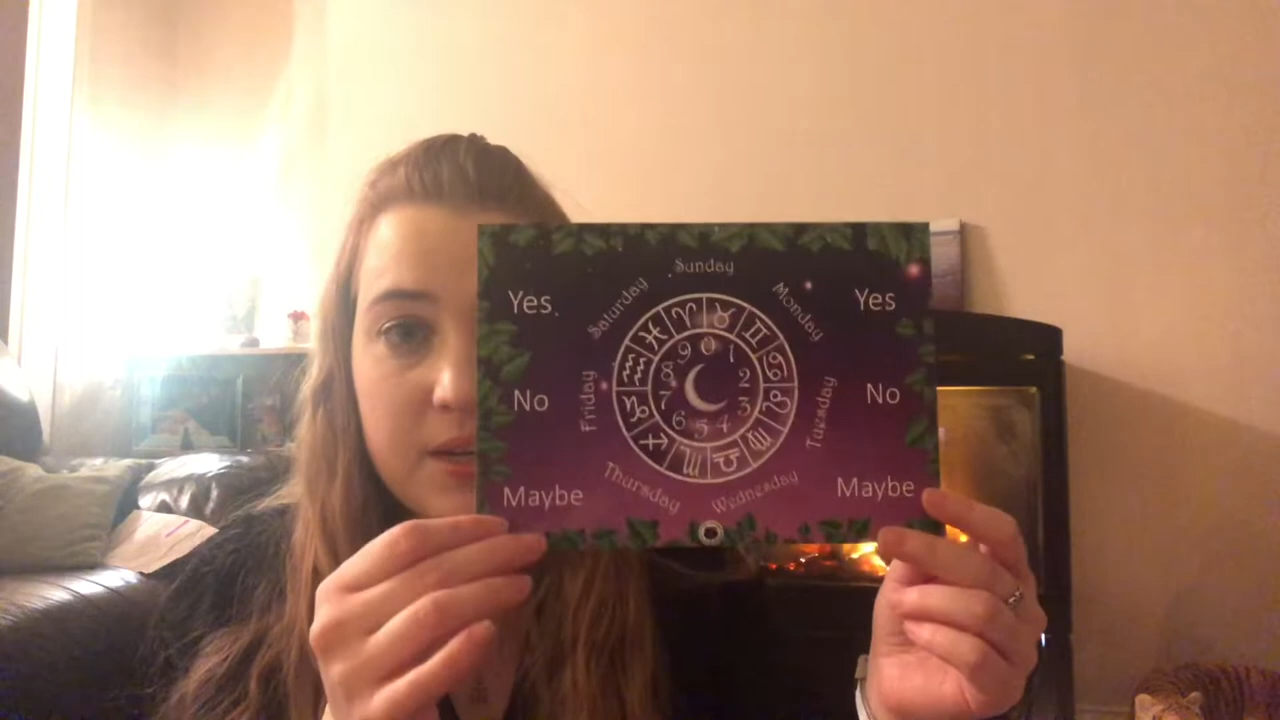 Sunday
Saturday
Monday
Yes
Yes
Friday
Tuesday
No
No
Thursday
Wednesday
Maybe
Maybe
0 1 2 3 4 5 6 7 8 9